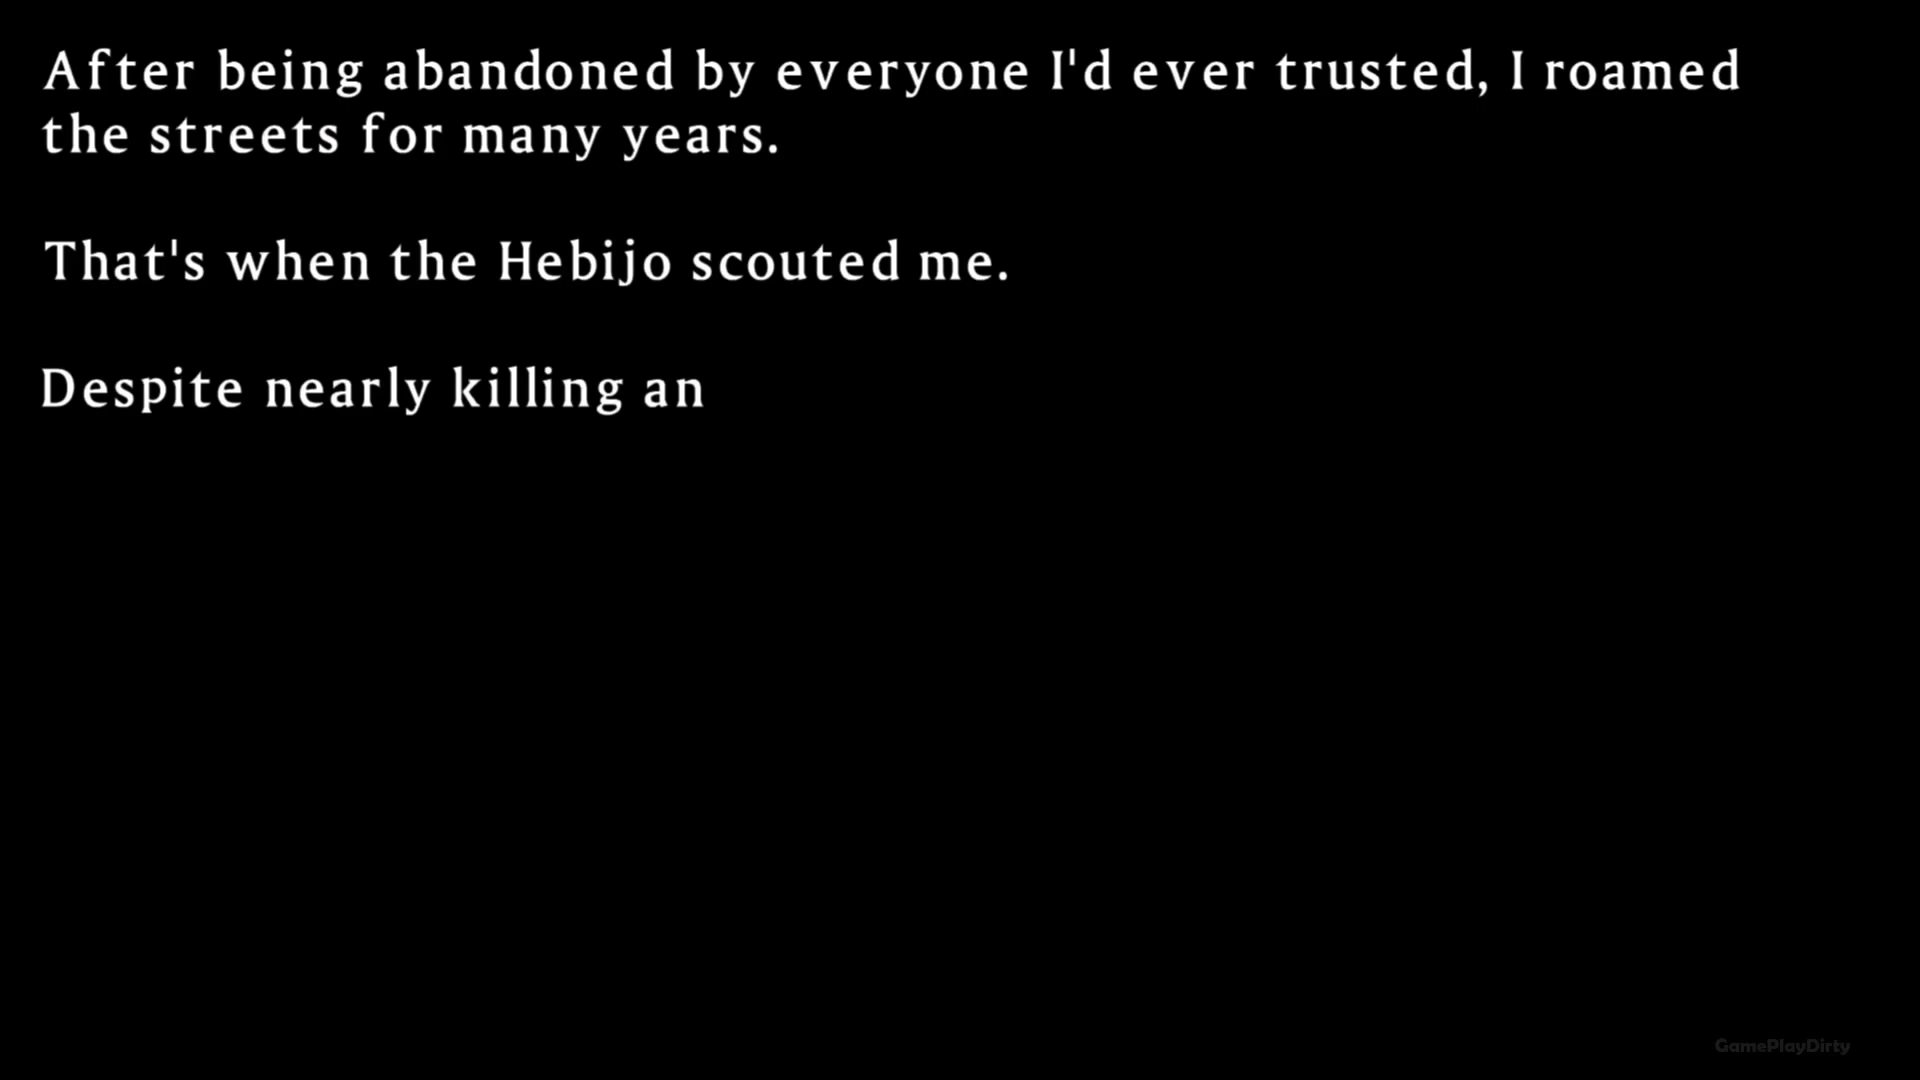 After being abandoned by everyone I'd ever trusted, I roamed
the streets for many years.
That's when the Hebijo scouted me.
Despite nearly killing an
GamePlayDirty